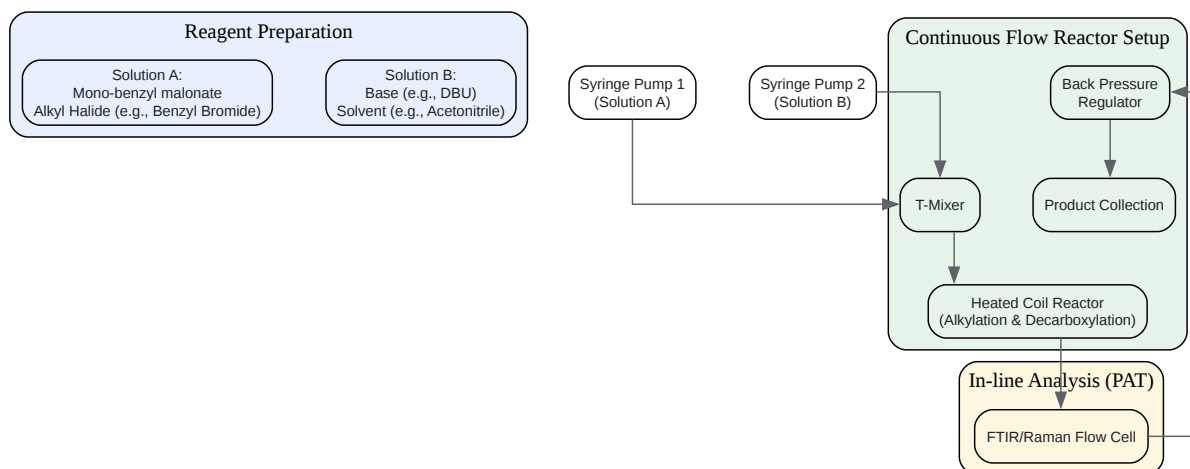 Reagent Preparation
Solution A:
Mono-benzyl malonate
Alkyl Halide (e.g., Benzyl Bromide)
Solution B:
Base (e.g., DBU)
Solvent (e.g., Acetonitrile)
Syringe Pump 1
(Solution A)
Syringe Pump 2
(Solution B)
Continuous Flow Reactor Setup
Back Pressure
Regulator
T-Mixer
Product Collection
Heated Coil Reactor
(Alkylation & Decarboxylation)
In-line Analysis (PAT)
FTIR/Raman Flow Cell